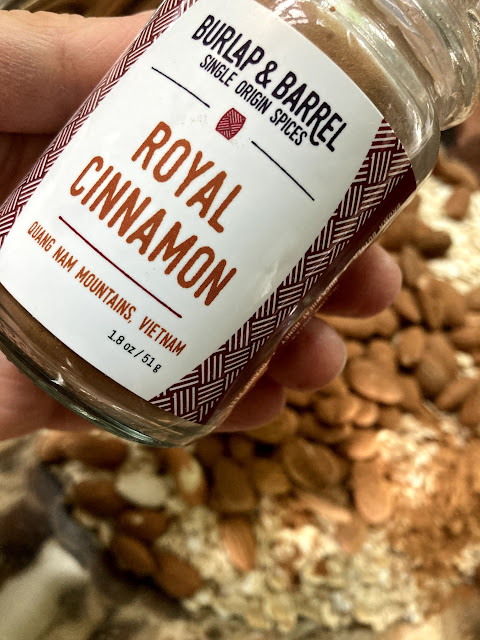 BURLAP & BARREL
SINGLE ORIGIN SPICES
ROYAL
CINNAMON
QUANG NAM MOUNTAINS, VIETNAM
1.8 oz / 51 g